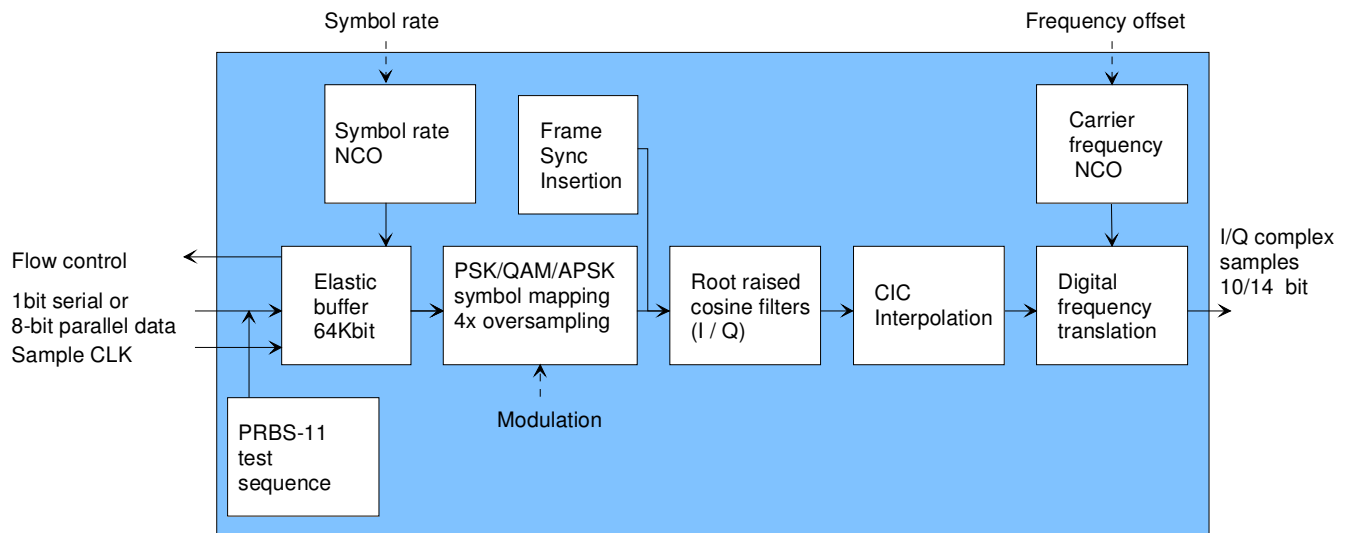 Symbol rate
Frequency offset
Symbol rate
NCO
Frame
Sync
Insertion
Carrier
frequency
NCO
Flow control
1bit serial or
8-bit parallel data
Sample CLK
Elastic
buffer
64Kbit
PSK/QAM/APSK
symbol mapping
4x oversampling
Root raised
cosine filters
(I / Q)
CIC
Interpolation
Digital
frequency
translation
I/Q complex
samples
10/14 bit
Modulation
PRBS-11
test
sequence